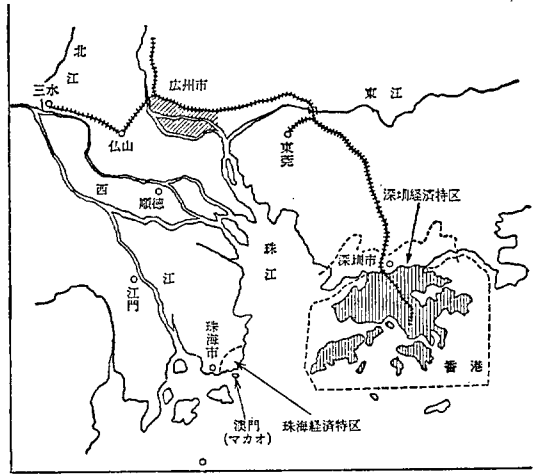 北江
三水
広州市
東江
仏山
東莞
西江
順徳
珠江
深圳経済特区
深圳市
江門
珠海市
香港
澳門
(マカオ)
珠海経済特区